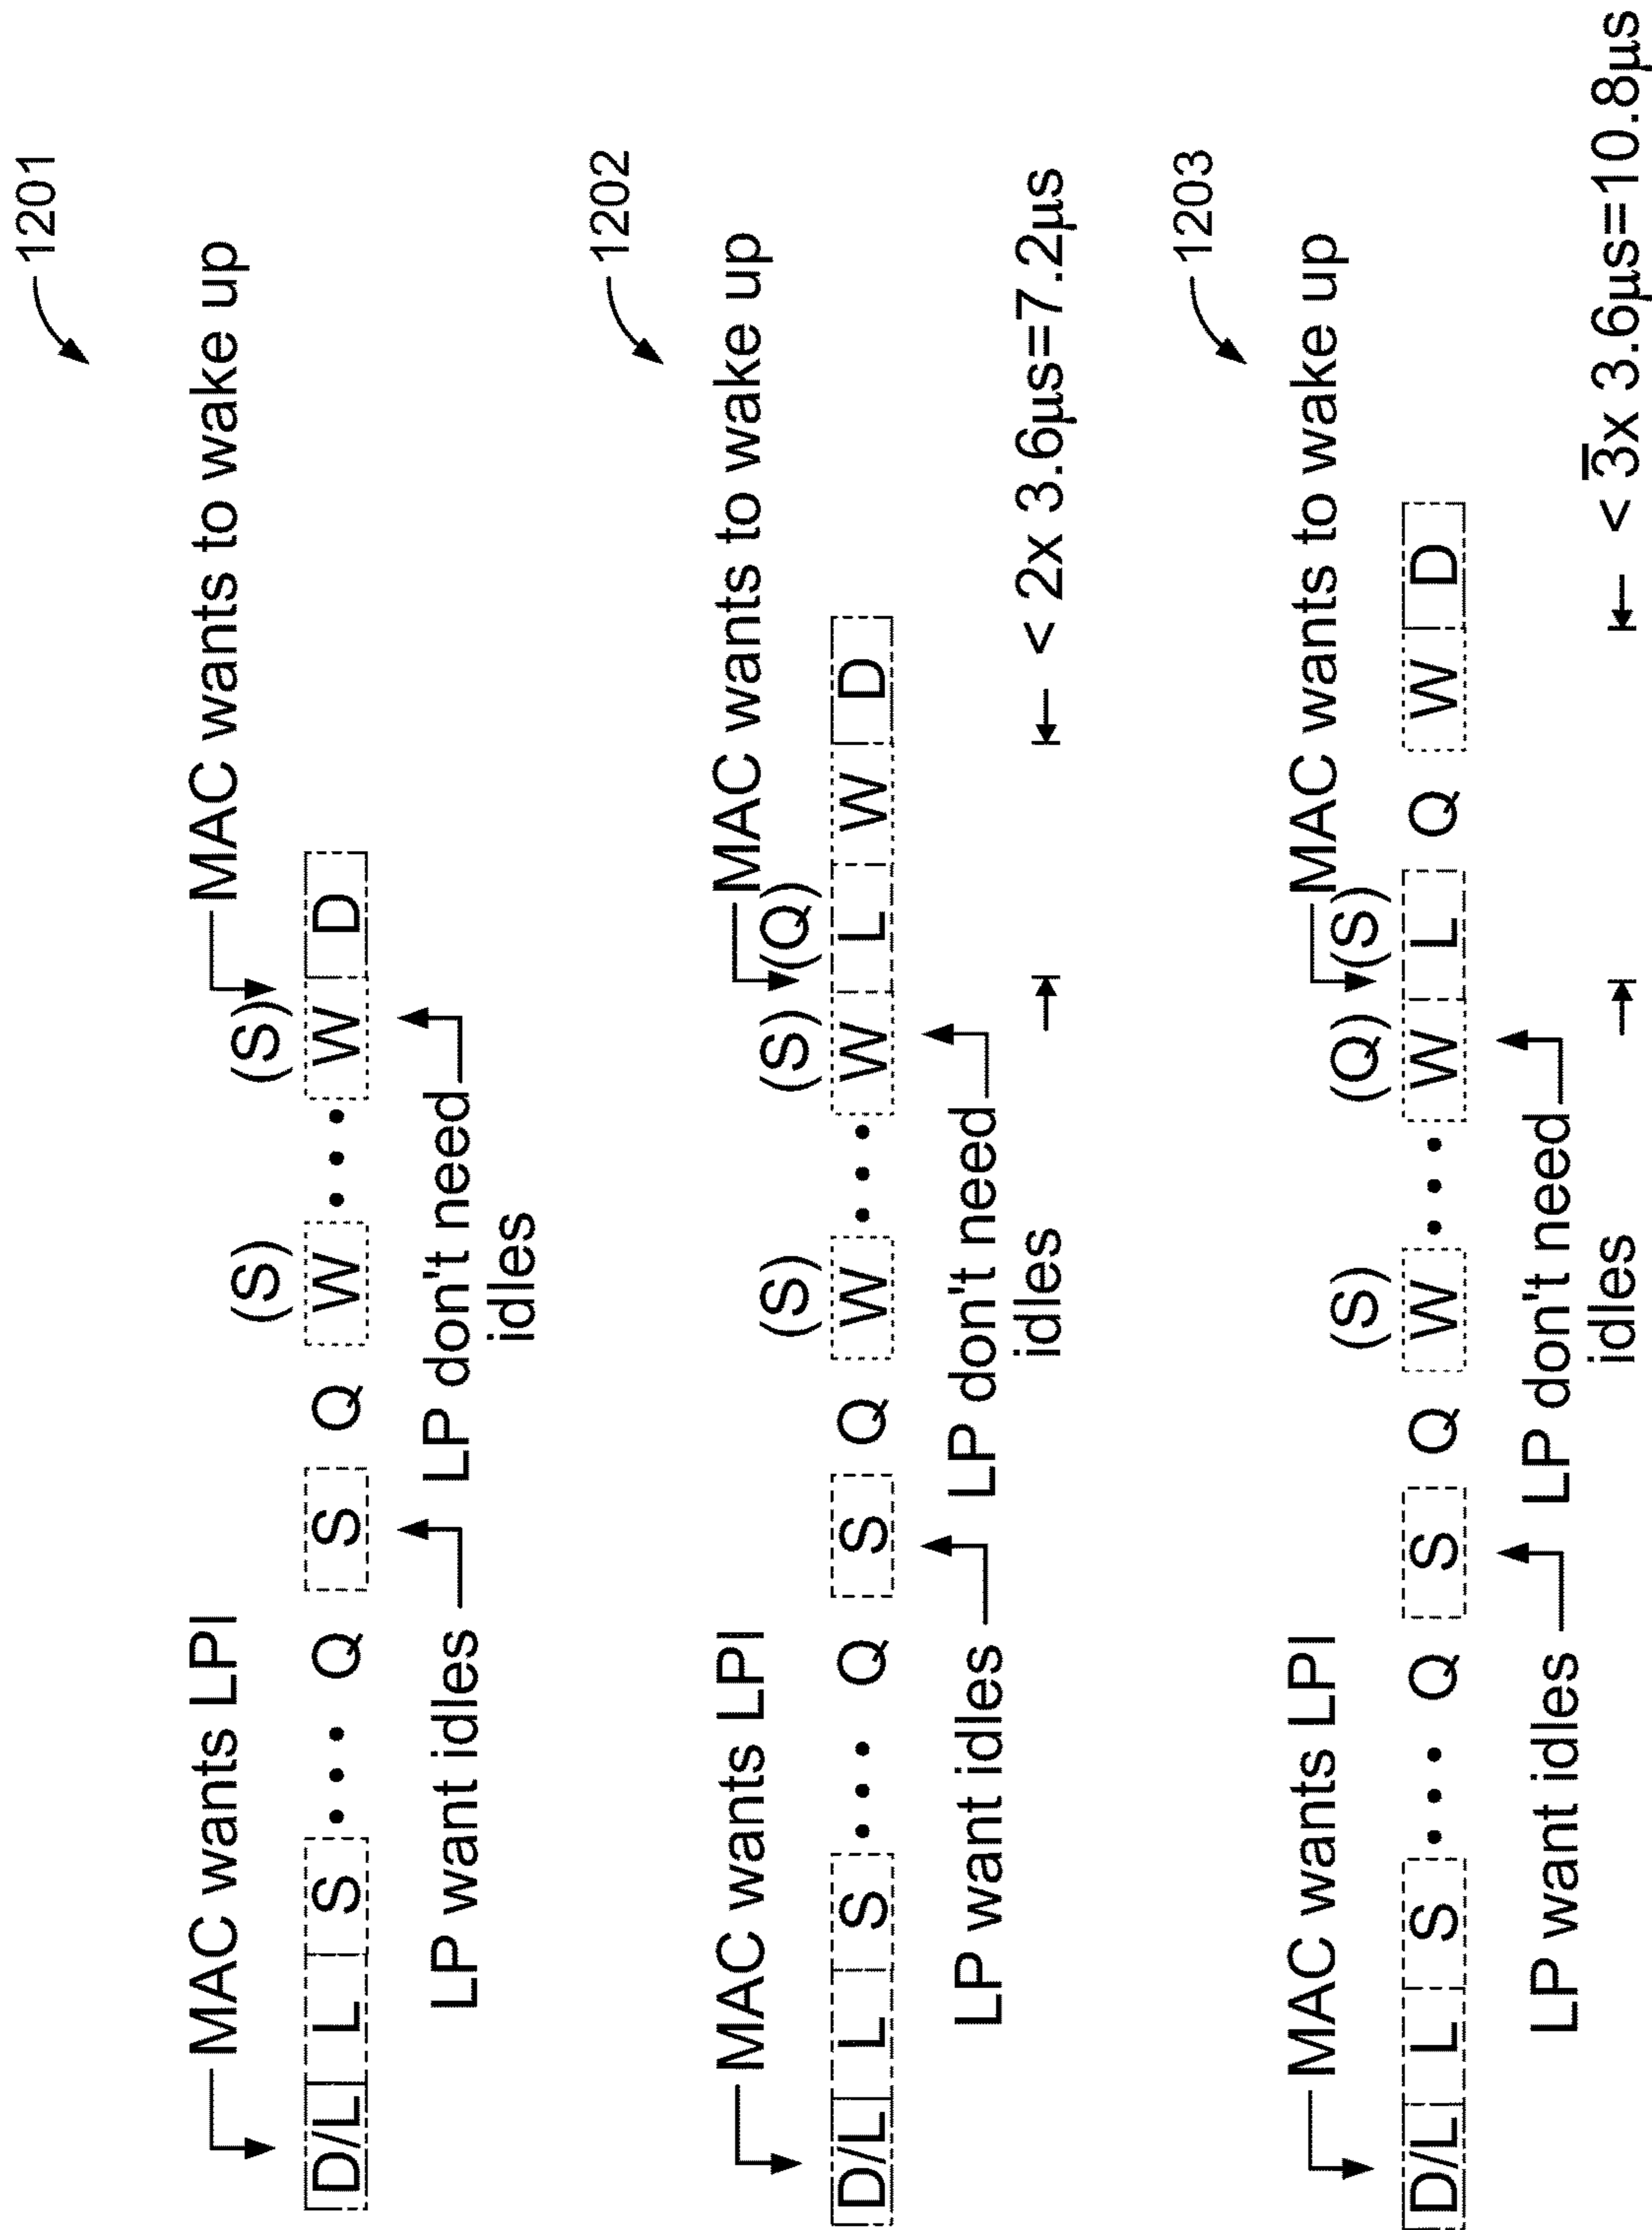 1201
MAC wants LPI
MAC wants to wake up
(S) (S)
D/L L S • • • Q S Q W • • • W D
LP want idles
LP don't need
idles
1202
MAC wants LPI
MAC wants to wake up
(S) (S) (Q)
D/L L S • • • Q S Q W • • • W L W D
LP want idles
LP don't need
idles
< 2x 3.6µs=7.2µs
1203
MAC wants LPI
MAC wants to wake up
(S) (Q) (S)
D/L L S • • • Q S Q W • • • W L Q W D
LP want idles
LP don't need
idles
< 3x 3.6µs=10.8µs